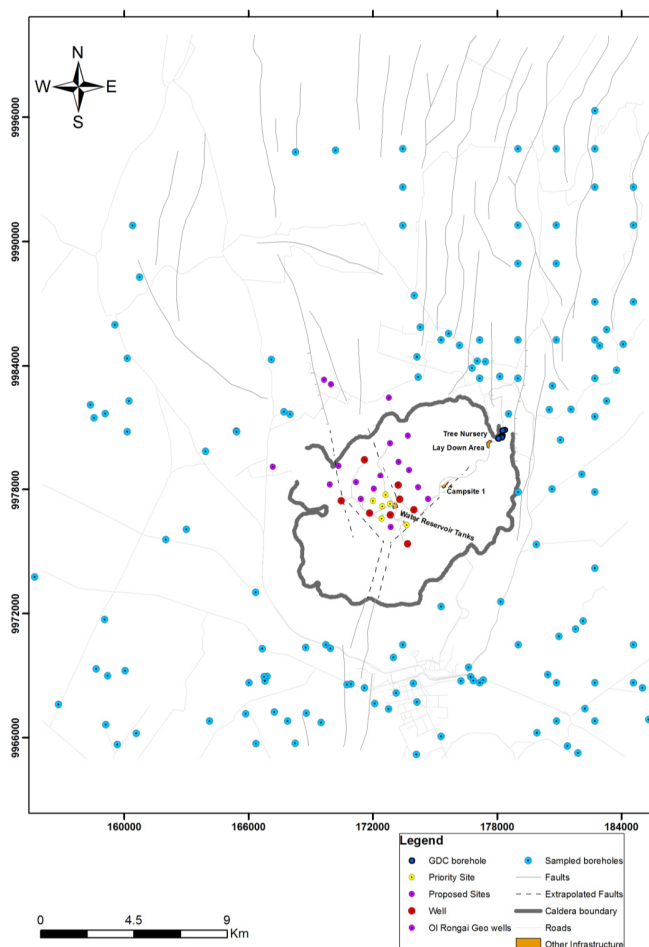 N
W E
S
9996000
9990000
9984000
9978000
9972000
9966000
Tree Nursery
Lay Down Area
Campsite 1
Water Reservoir Tanks
160000 166000 172000 178000 184000
0 4.5 9
Km
Legend
GDC borehole
Priority Site
Proposed Sites
Well
Ol Rongai Geo wells
Sampled boreholes
Faults
Extrapolated Faults
Caldera boundary
Roads
Other Infrastructure